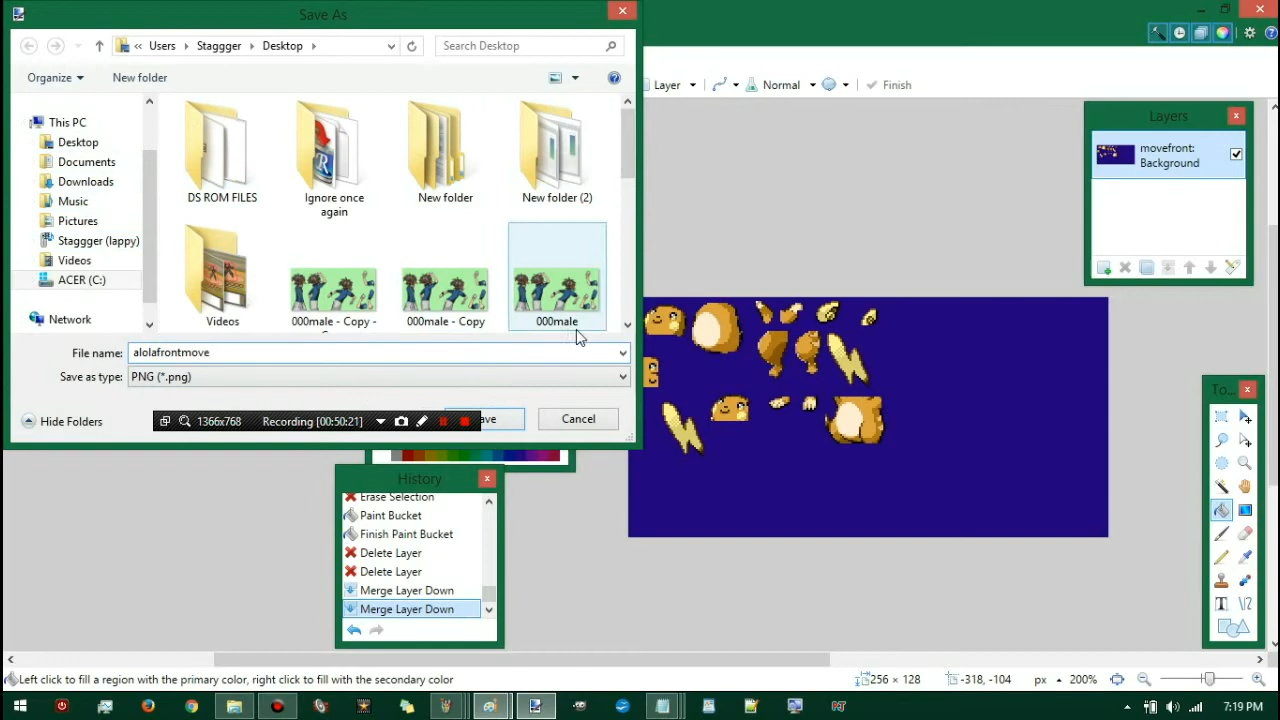 Save As
« Users ▸ Staggger ▸ Desktop ▸
Search Desktop
Organize
New folder
This PC
Desktop
Documents
Downloads
Music
Pictures
Staggger (lappy)
Videos
ACER (C:)
Network
DS ROM FILES
Ignore once
again
New folder
New folder (2)
Videos
000male - Copy -
000male - Copy
000male
File name: alolafrontmove
Save as type: PNG (*.png)
Hide Folders
1366x768
Recording [00:50:21]
ave
Cancel
Layer
Normal
Finish
Layers
movefront:
Background
To...
History
Erase Selection
Paint Bucket
Finish Paint Bucket
Delete Layer
Delete Layer
Merge Layer Down
Merge Layer Down
Left click to fill a region with the primary color, right click to fill with the secondary color
256 × 128
-318, -104
px
200%
7:19 PM